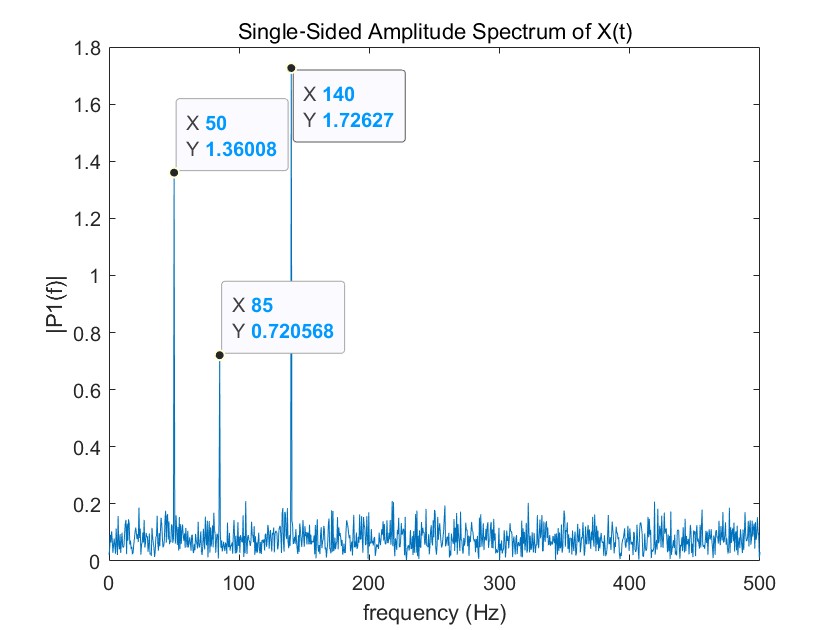 Single-Sided Amplitude Spectrum of X(t)
1.8
1.6
1.4
1.2
1
0.8
0.6
0.4
0.2
0
|P1(f)|
X 50
Y 1.36008
X 140
Y 1.72627
X 85
Y 0.720568
0
100
200
300
400
500
frequency (Hz)